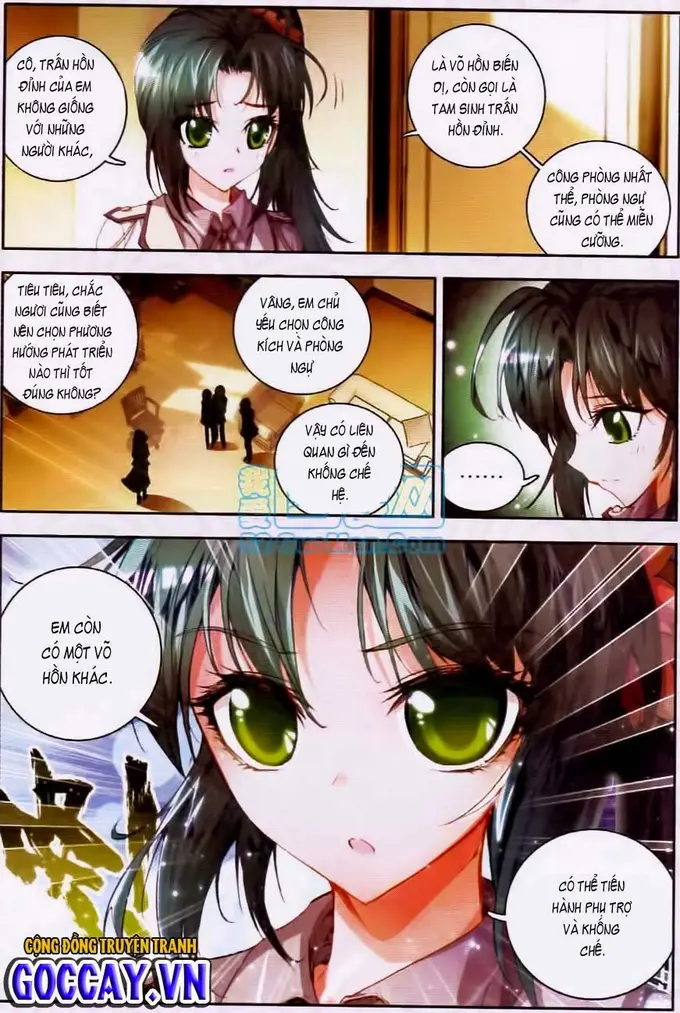 CÔ, TRẤN HỒN
ĐỈNH CỦA EM
KHÔNG GIỐNG
VỚI NHỮNG
NGƯỜI KHÁC,
LÀ VÕ HỒN BIẾN
DỊ, CÒN GỌI LÀ
TAM SINH TRẤN
HỒN ĐỈNH.
CÔNG PHÒNG NHẤT
THỂ, PHÒNG NGỰ
CŨNG CÓ THỂ MIỄN
CƯỠNG.
TIÊU TIÊU, CHẮC
NGƯƠI CŨNG BIẾT
NÊN CHỌN PHƯƠNG
HƯỚNG PHÁT TRIỂN
NÀO THÌ TỐT
ĐÚNG KHÔNG?
VÂNG, EM CHỦ
YẾU CHỌN CÔNG
KÍCH VÀ PHÒNG
NGỰ
VẬY CÓ LIÊN
QUAN GÌ ĐẾN
KHỐNG CHẾ
HỆ.
......
EM CÒN
CÓ MỘT VÕ
HỒN KHÁC.
CÓ THỂ TIẾN
HÀNH PHỤ TRỢ
VÀ KHỐNG
CHẾ.
CỘNG ĐỒNG TRUYỆN TRANH
GOCCAY.VN